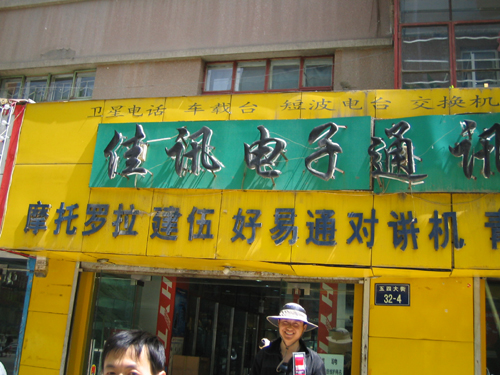 卫星电话 车载台 短波电台 交换机
佳讯电子通讯
摩托罗拉 建伍 好易通对讲机
五四大街
32-4
HY
HY